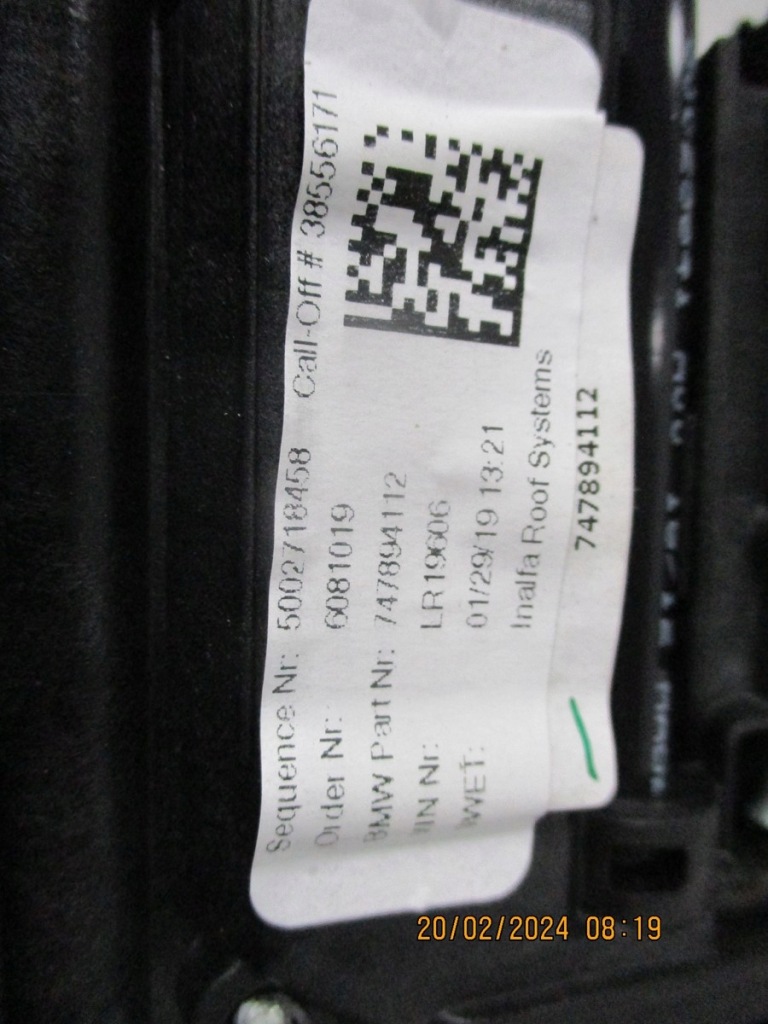 Sequence Nr: 5002718458 Call-Off # 38556171
Order Nr: 6081019
BMW Part Nr: 747894112
VIN Nr: LR19606
WET: 01/29/19 13:21
Inalfa Roof Systems
747894112
20/02/2024 08:19